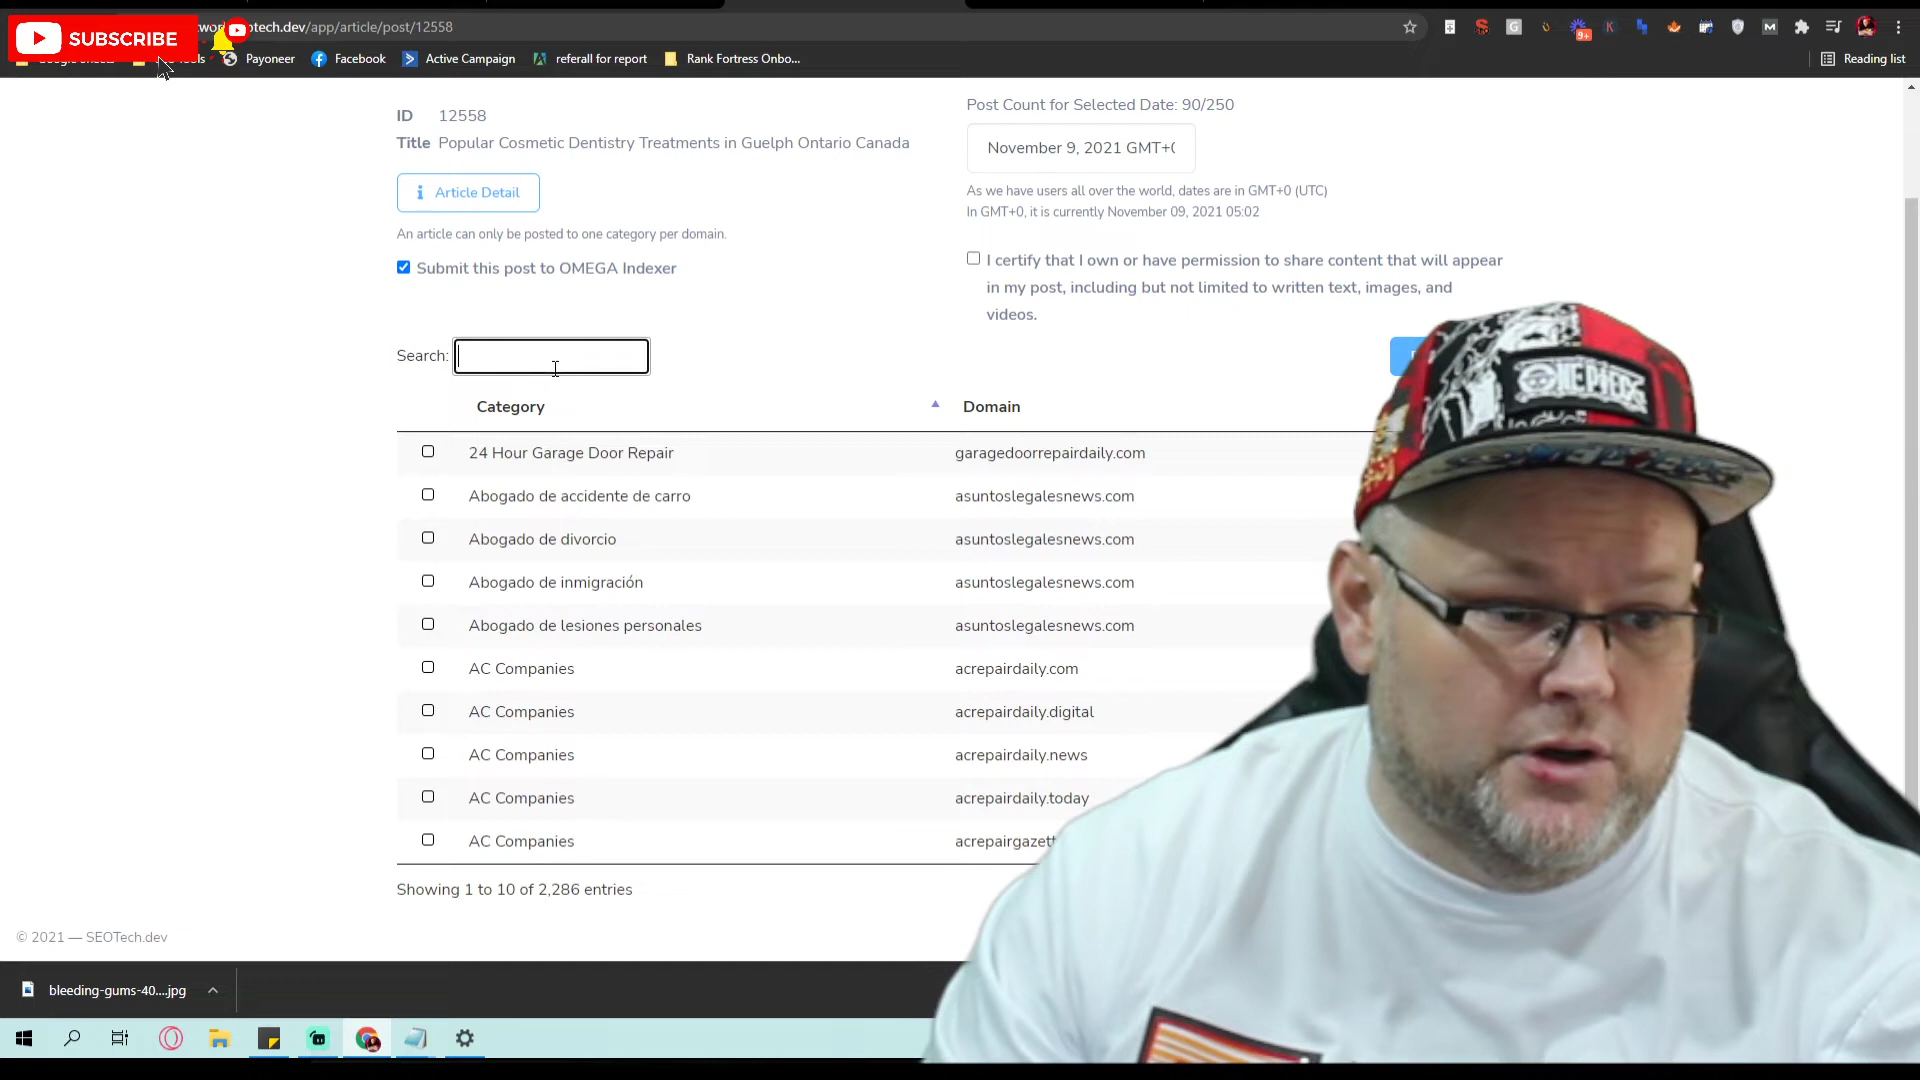 SUBSCRIBE
otech.dev/app/article/post/12558
9+
Payoneer
Facebook
Active Campaign
referall for report
Rank Fortress Onbo...
Reading list
ID 12558
Title Popular Cosmetic Dentistry Treatments in Guelph Ontario Canada
Article Detail
An article can only be posted to one category per domain.
Submit this post to OMEGA Indexer
Post Count for Selected Date: 90/250
November 9, 2021 GMT+(
As we have users all over the world, dates are in GMT+0 (UTC)
In GMT+0, it is currently November 09, 2021 05:02
I certify that I own or have permission to share content that will appear
in my post, including but not limited to written text, images, and
videos.
Search:
Category Domain
24 Hour Garage Door Repair garagedoorrepairdaily.com
Abogado de accidente de carro asuntoslegalesnews.com
Abogado de divorcio asuntoslegalesnews.com
Abogado de inmigración asuntoslegalesnews.com
Abogado de lesiones personales asuntoslegalesnews.com
AC Companies acrepairdaily.com
AC Companies acrepairdaily.digital
AC Companies acrepairdaily.news
AC Companies acrepairdaily.today
AC Companies acrepairgazett
Showing 1 to 10 of 2,286 entries
© 2021 — SEOTech.dev
bleeding-gums-40....jpg
ONE PIECE